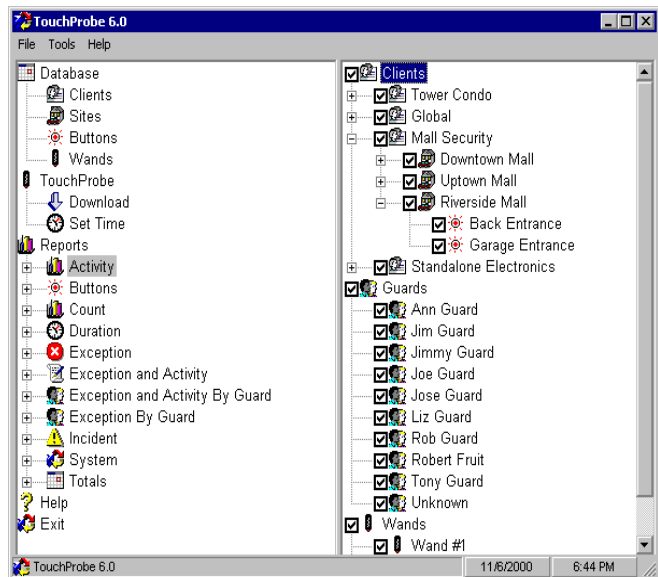 TouchProbe 6.0
File Tools Help
Database
Clients
Sites
Buttons
Wands
TouchProbe
Download
Set Time
Reports
Activity
Buttons
Count
Duration
Exception
Exception and Activity
Exception and Activity By Guard
Exception By Guard
Incident
System
Totals
Help
Exit
Clients
Tower Condo
Global
Mall Security
Downtown Mall
Uptown Mall
Riverside Mall
Back Entrance
Garage Entrance
Standalone Electronics
Guards
Ann Guard
Jim Guard
Jimmy Guard
Joe Guard
Jose Guard
Liz Guard
Rob Guard
Robert Fruit
Tony Guard
Unknown
Wands
Wand #1
TouchProbe 6.0 11/6/2000 6:44 PM